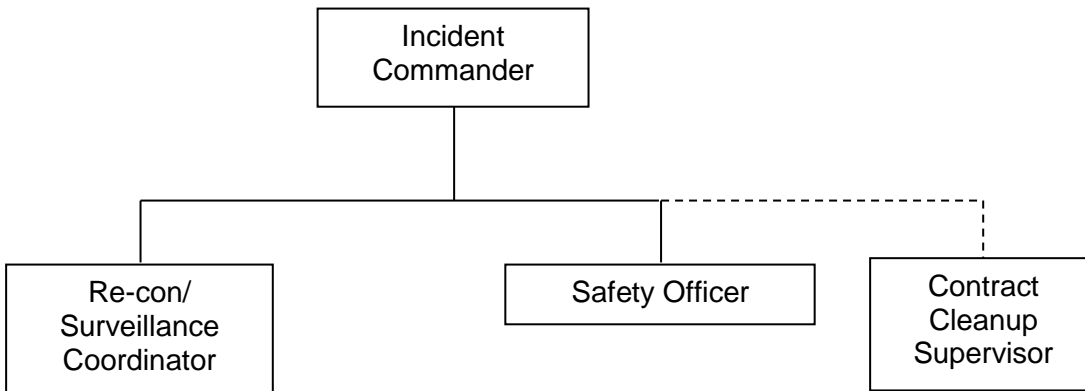 Incident
Commander
Re-con/
Surveillance
Coordinator
Safety Officer
Contract
Cleanup
Supervisor